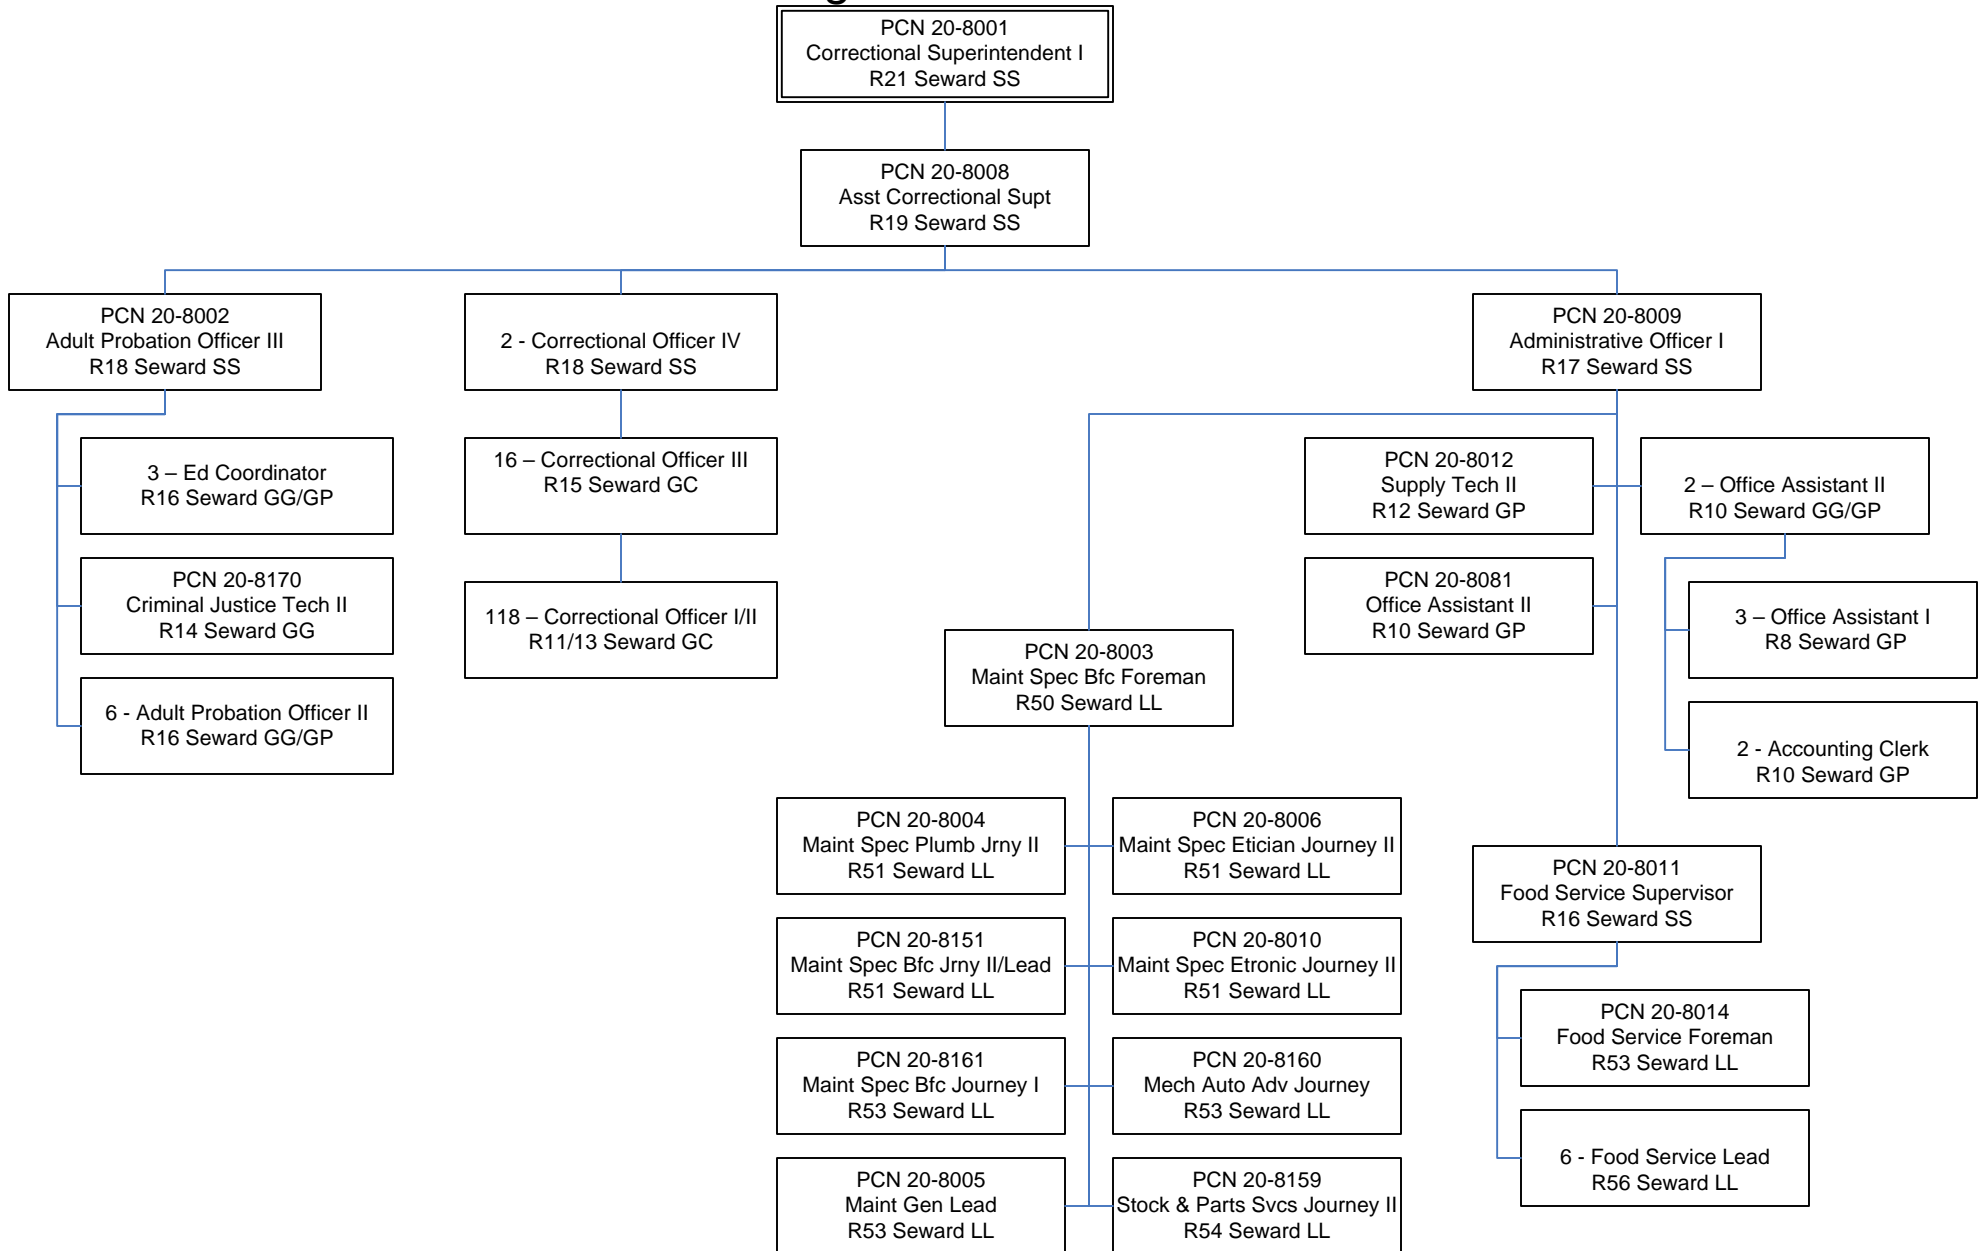 PCN 20-8001
Correctional Superintendent I
R21 Seward SS
PCN 20-8008
Asst Correctional Supt
R19 Seward SS
PCN 20-8002
Adult Probation Officer III
R18 Seward SS
2 - Correctional Officer IV
R18 Seward SS
PCN 20-8009
Administrative Officer I
R17 Seward SS
3 – Ed Coordinator
R16 Seward GG/GP
PCN 20-8170
Criminal Justice Tech II
R14 Seward GG
6 - Adult Probation Officer II
R16 Seward GG/GP
16 – Correctional Officer III
R15 Seward GC
118 – Correctional Officer I/II
R11/13 Seward GC
PCN 20-8012
Supply Tech II
R12 Seward GP
2 – Office Assistant II
R10 Seward GG/GP
PCN 20-8081
Office Assistant II
R10 Seward GP
3 – Office Assistant I
R8 Seward GP
2 - Accounting Clerk
R10 Seward GP
PCN 20-8003
Maint Spec Bfc Foreman
R50 Seward LL
PCN 20-8004
Maint Spec Plumb Jrny II
R51 Seward LL
PCN 20-8006
Maint Spec Etician Journey II
R51 Seward LL
PCN 20-8151
Maint Spec Bfc Jrny II/Lead
R51 Seward LL
PCN 20-8010
Maint Spec Etronic Journey II
R51 Seward LL
PCN 20-8161
Maint Spec Bfc Journey I
R53 Seward LL
PCN 20-8160
Mech Auto Adv Journey
R53 Seward LL
PCN 20-8005
Maint Gen Lead
R53 Seward LL
PCN 20-8159
Stock & Parts Svcs Journey II
R54 Seward LL
PCN 20-8011
Food Service Supervisor
R16 Seward SS
PCN 20-8014
Food Service Foreman
R53 Seward LL
6 - Food Service Lead
R56 Seward LL